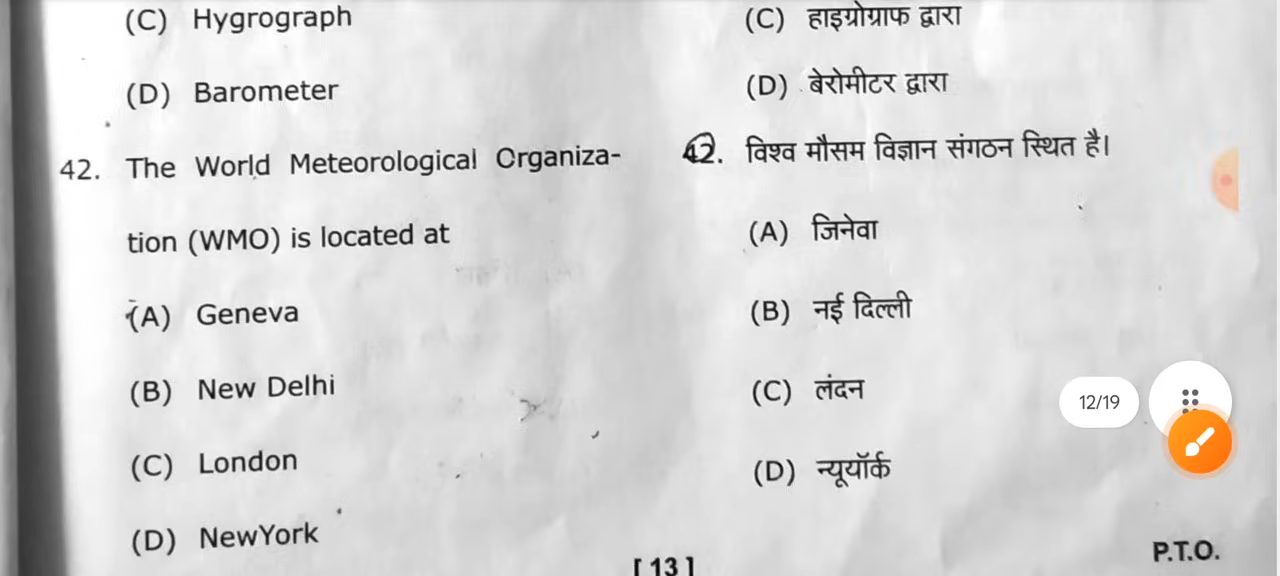 (C) Hygrograph
(D) Barometer
42. The World Meteorological Organiza-
tion (WMO) is located at
(A) Geneva
(B) New Delhi
(C) London
(D) NewYork
(C) हाइग्रोग्राफ द्वारा
(D) बेरोमीटर द्वारा
42. विश्व मौसम विज्ञान संगठन स्थित है।
(A) जिनेवा
(B) नई दिल्ली
(C) लंदन
(D) न्यूयॉर्क
12/19
[ 13 ]
P.T.O.